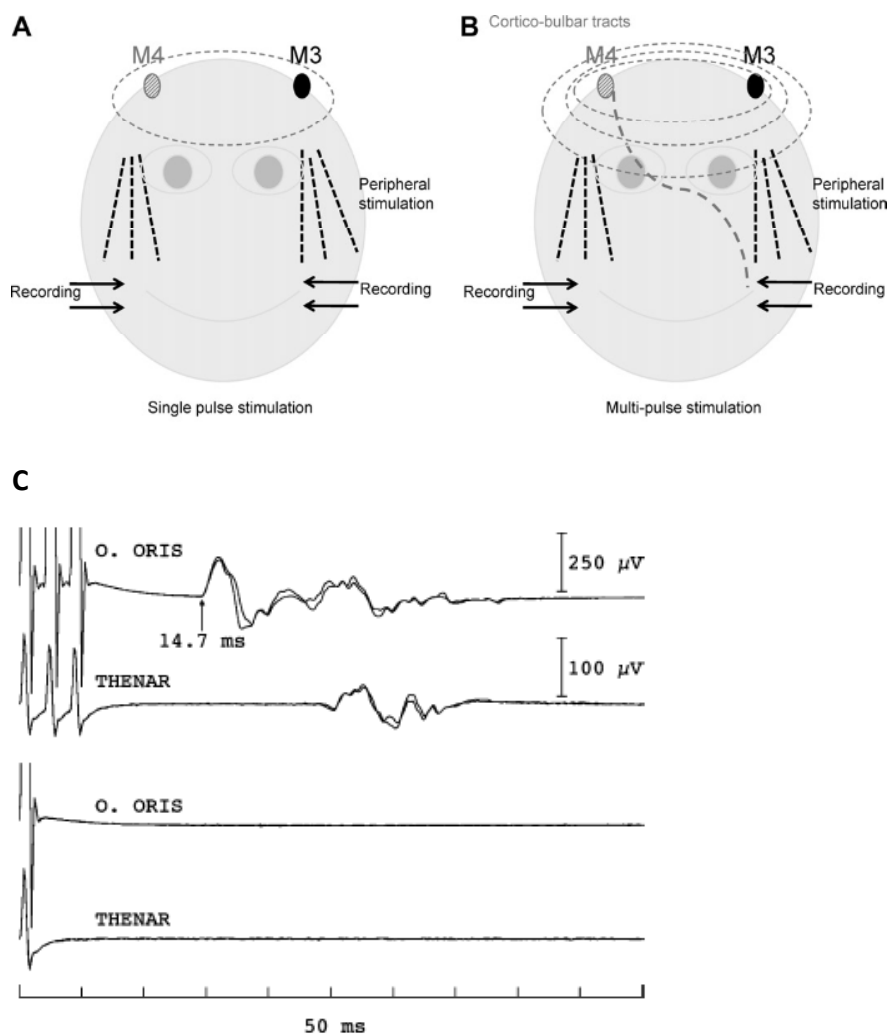 A
M4
M3
Peripheral
stimulation
Recording
Recording
Single pulse stimulation
B
Cortico-bulbar tracts
M4
M3
Peripheral
stimulation
Recording
Recording
Multi-pulse stimulation
C
O. ORIS
250 µV
14.7 ms
THENAR
100 µV
O. ORIS
THENAR
50 ms